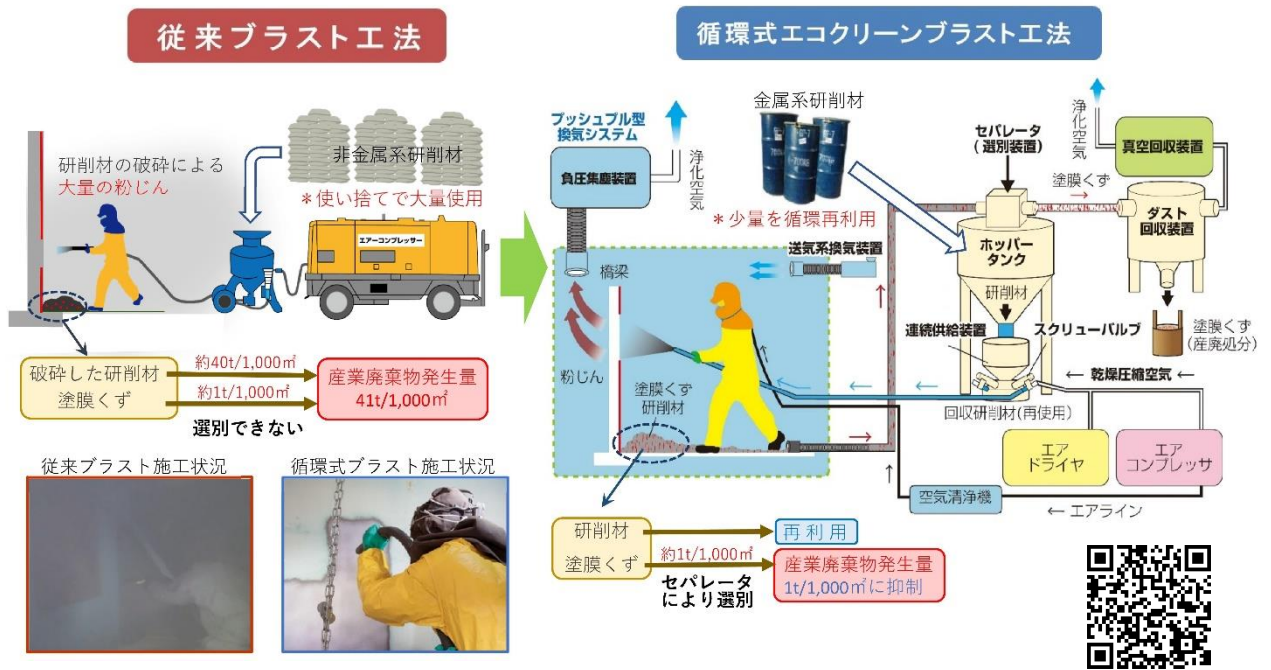 従来ブラスト工法
研削材の破砕による
大量の粉じん
非金属系研削材
＊使い捨てで大量使用
エアーコンプレッサー
破砕した研削材
塗膜くず
約40t/1,000㎡
約1t/1,000㎡
選別できない
産業廃棄物発生量
41t/1,000㎡
従来ブラスト施工状況
循環式ブラスト施工状況
循環式エコクリーンブラスト工法
プッシュプル型
換気システム
負圧集塵装置
浄化空気
金属系研削材
＊少量を循環再利用
送気系換気装置
橋梁
粉じん
塗膜くず
研削材
セパレータ
(選別装置)
塗膜くず
浄化空気
真空回収装置
ダスト
回収装置
ホッパー
タンク
研削材
連続供給装置
スクリューバルブ
塗膜くず
(産廃処分)
← 乾燥圧縮空気 ←
回収研削材(再使用)
エア
ドライヤ
エア
コンプレッサ
空気清浄機
← エアライン
研削材
塗膜くず
再利用
約1t/1,000㎡
セパレータ
により選別
産業廃棄物発生量
1t/1,000㎡に抑制